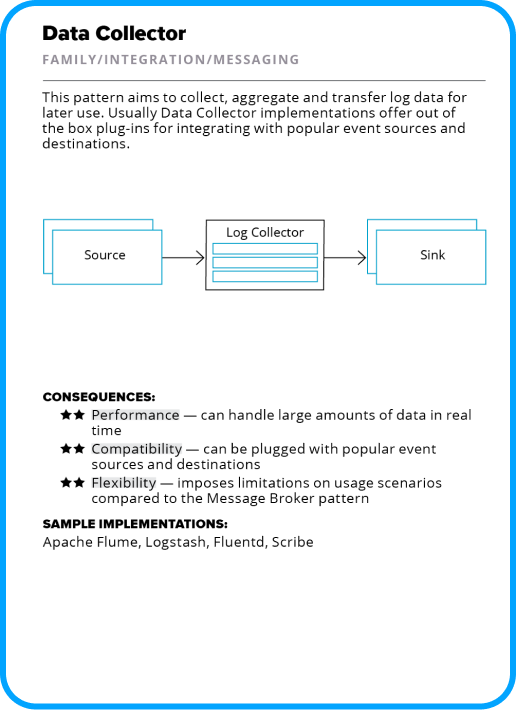 Data Collector
FAMILY/INTEGRATION/MESSAGING
This pattern aims to collect, aggregate and transfer log data for
later use. Usually Data Collector implementations offer out of
the box plug-ins for integrating with popular event sources and
destinations.
Source
Log Collector
Sink
CONSEQUENCES:
★★ Performance — can handle large amounts of data in real
time
★★ Compatibility — can be plugged with popular event
sources and destinations
★★ Flexibility — imposes limitations on usage scenarios
compared to the Message Broker pattern
SAMPLE IMPLEMENTATIONS:
Apache Flume, Logstash, Fluentd, Scribe